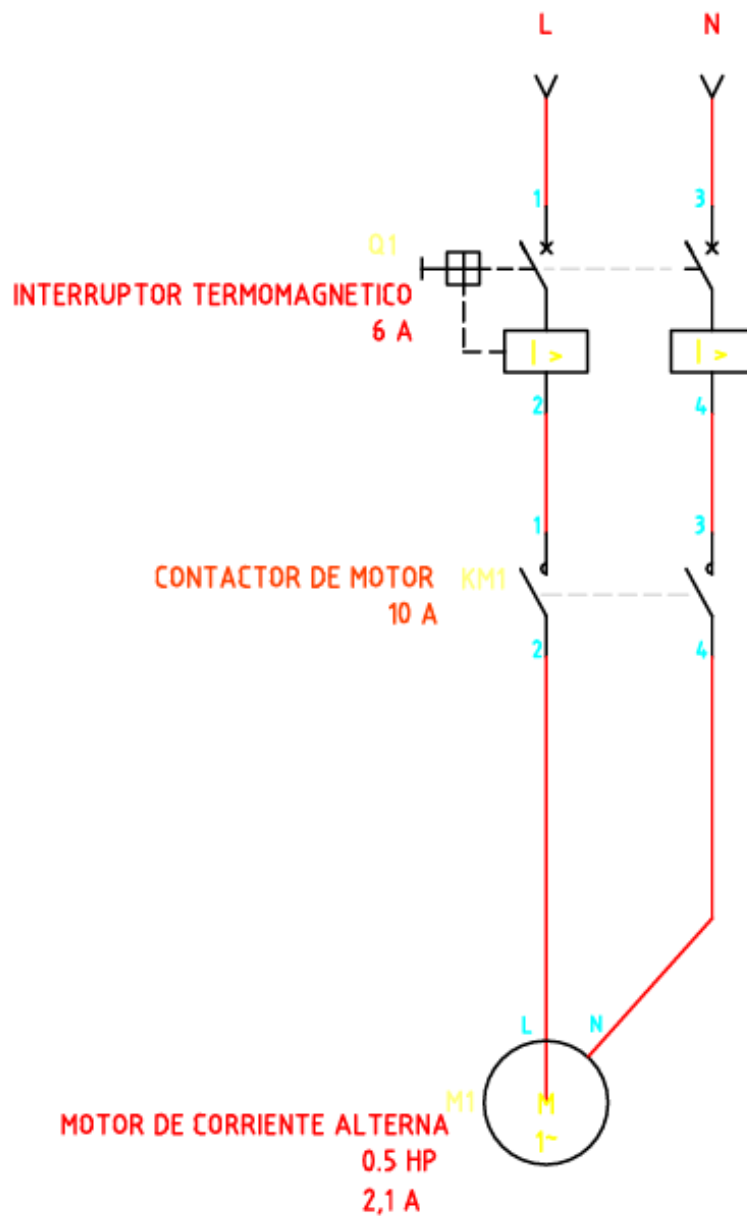 L N
1 3
Q1
INTERRUPTOR TERMOMAGNETICO
6 A
I > I >
2 4
1 3
CONTACTOR DE MOTOR KM1
10 A
2 4
L N
M1 M
MOTOR DE CORRIENTE ALTERNA
1~
0.5 HP
2,1 A